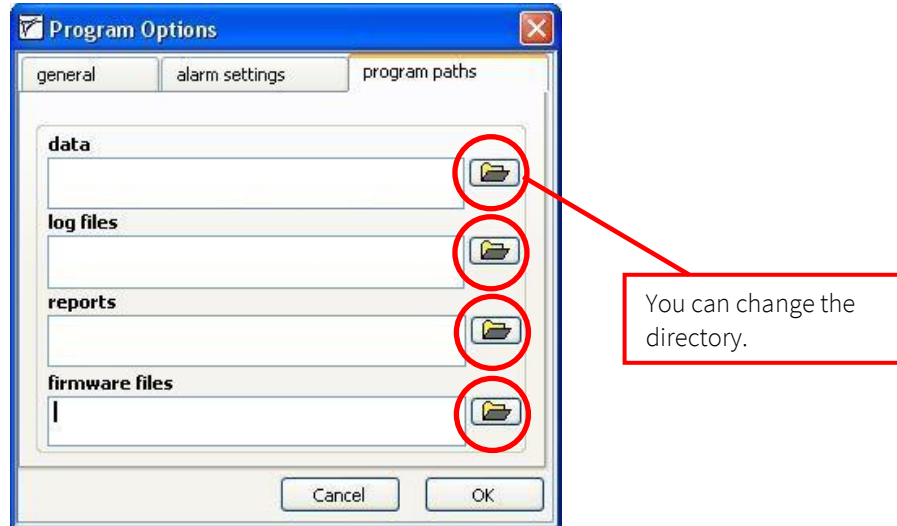 Program Options
general alarm settings program paths
data
log files
reports
firmware files
You can change the
directory.
Cancel OK